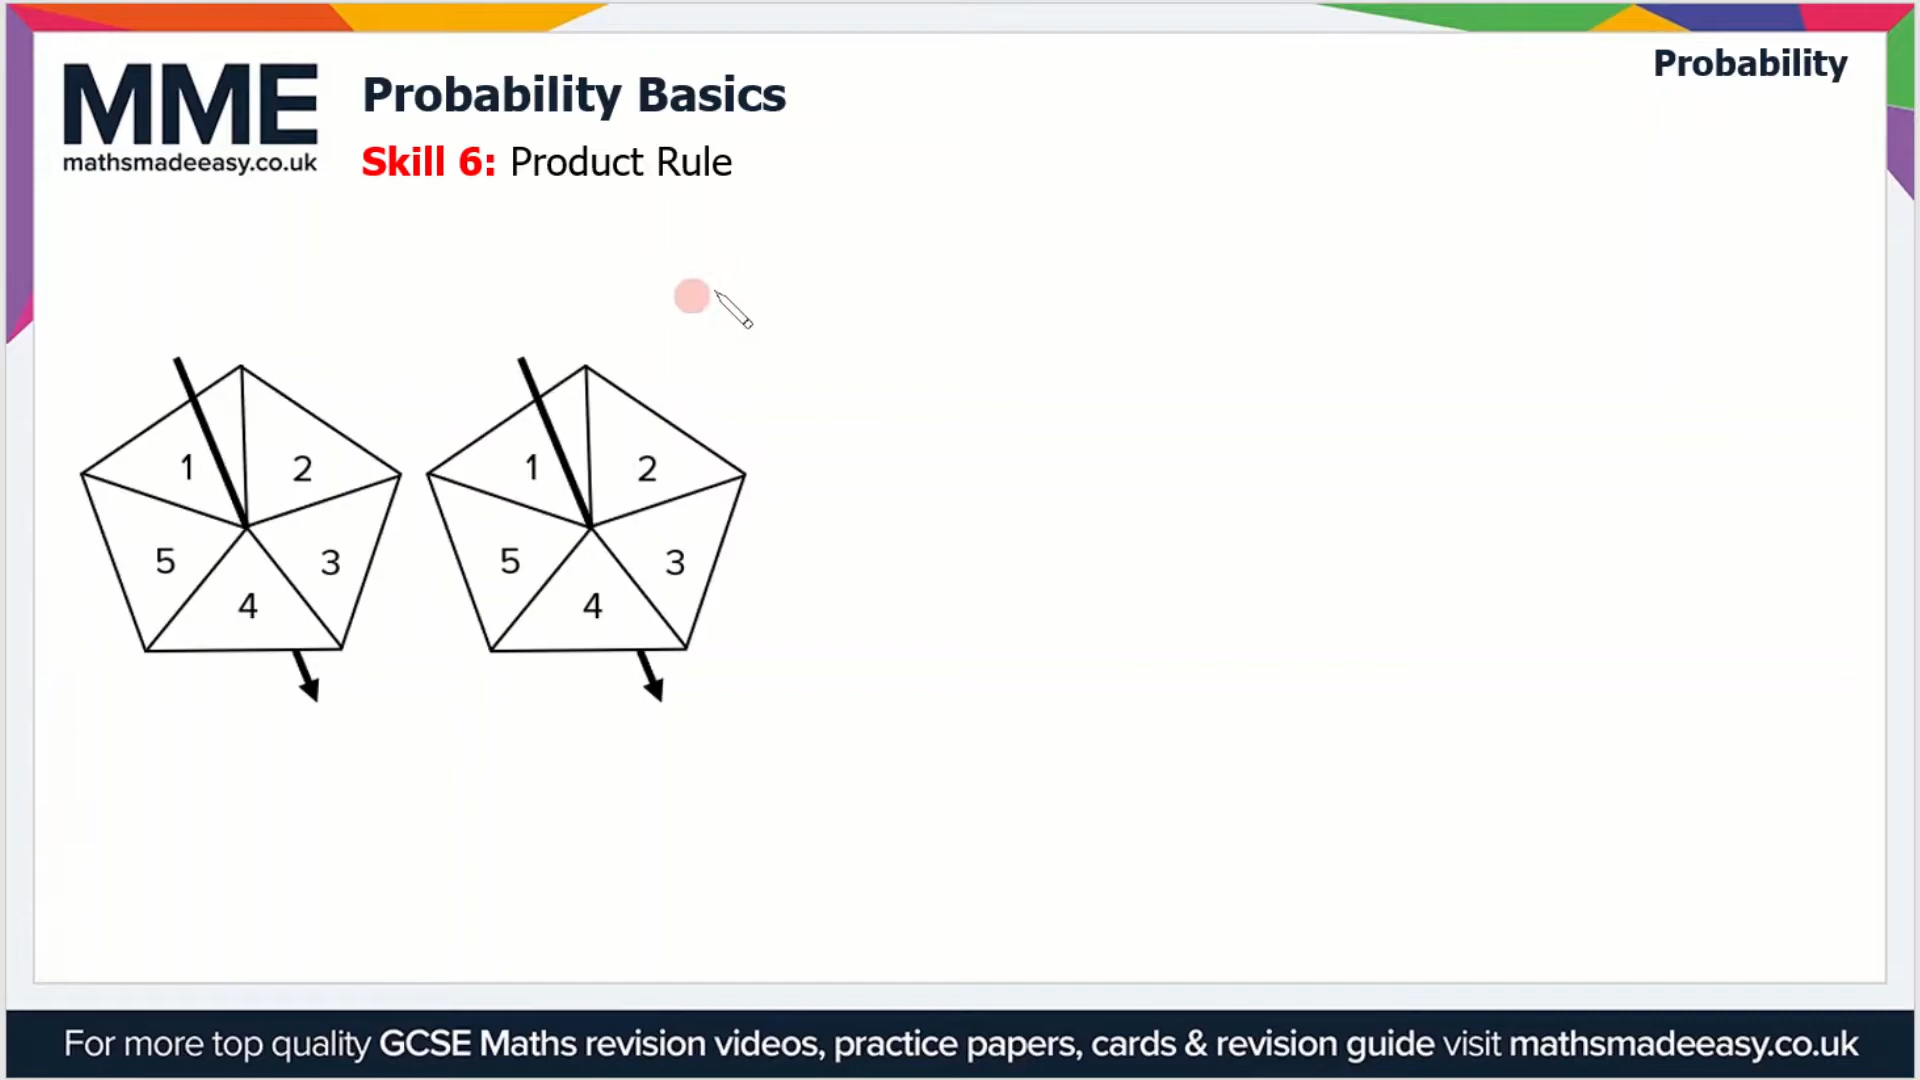 Probability
MME
mathsmadeeasy.co.uk
Probability Basics
Skill 6: Product Rule
1 2
5 3
4
1 2
5 3
4
For more top quality GCSE Maths revision videos, practice papers, cards & revision guide visit mathsmadeeasy.co.uk